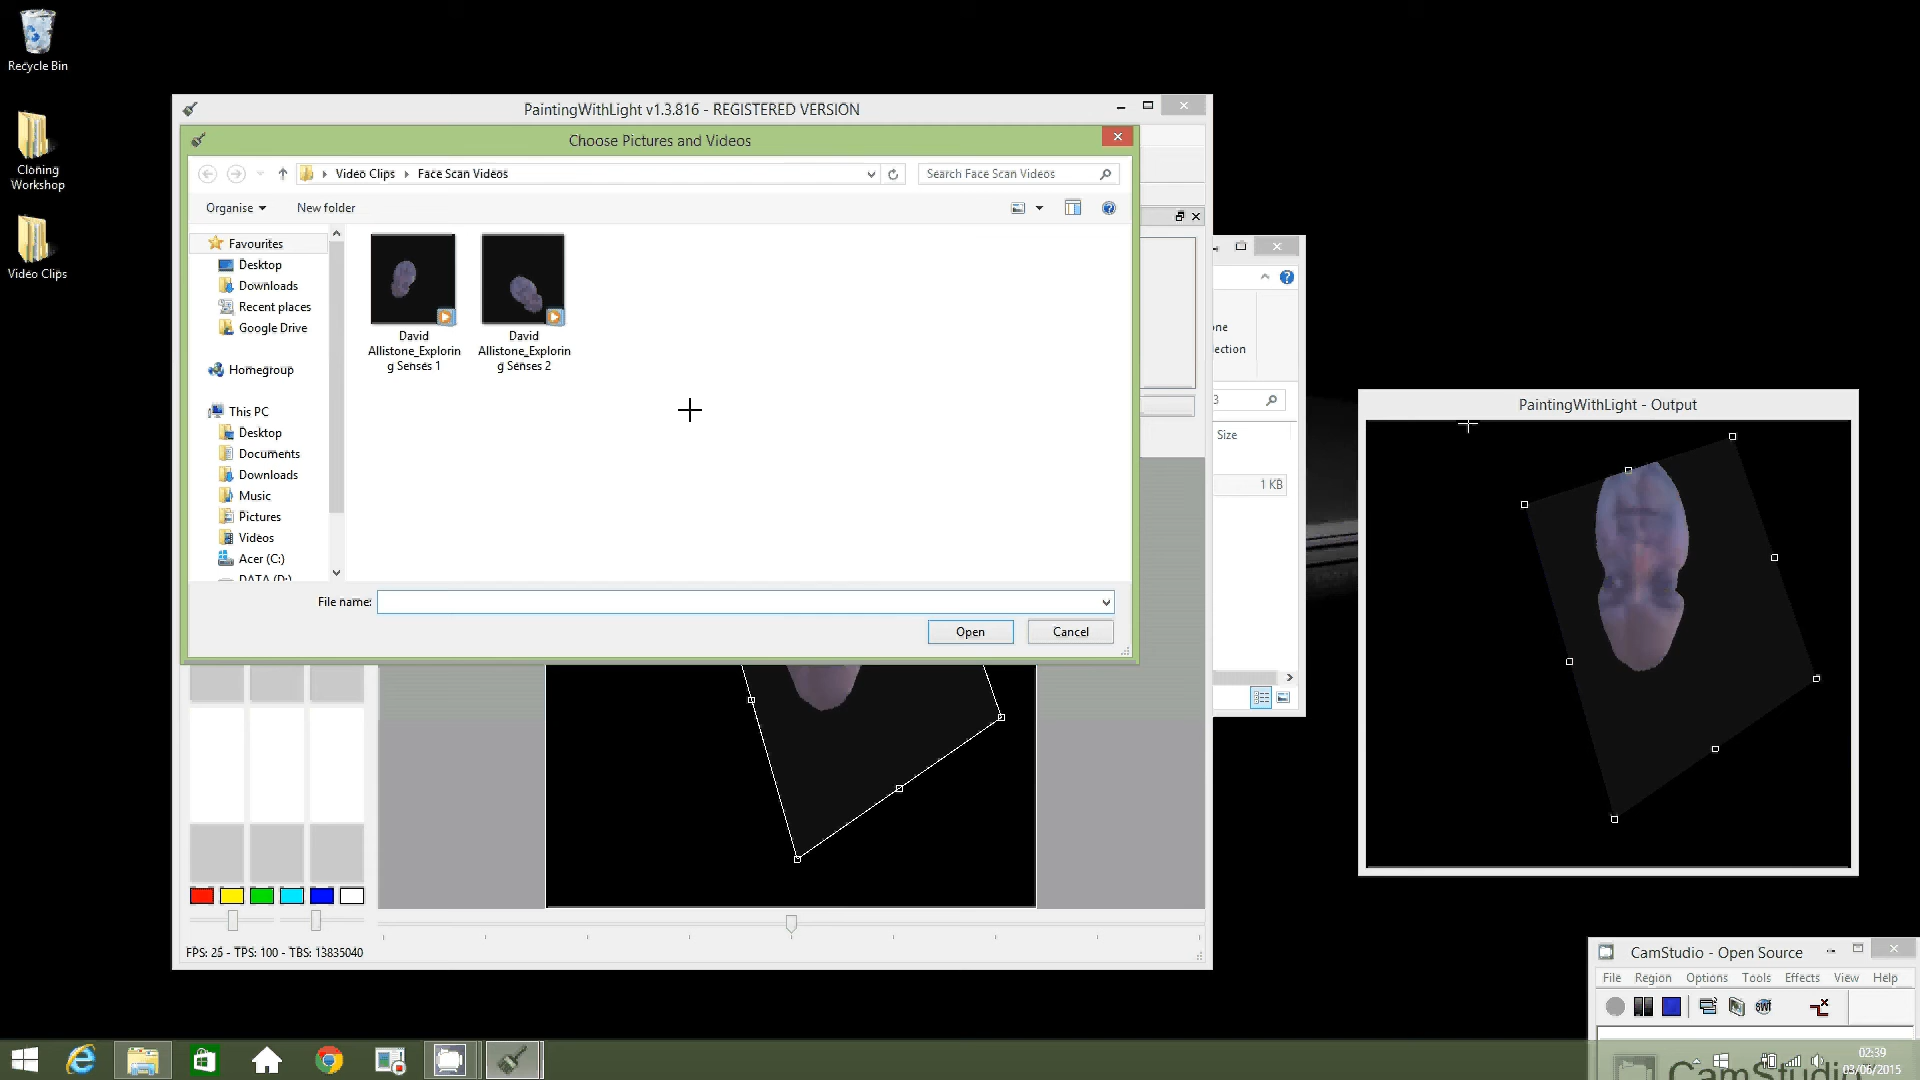 Recycle Bin
Cloning
Workshop
Video Clips
PaintingWithLight v1.3.816 - REGISTERED VERSION
Choose Pictures and Videos
Video Clips
Face Scan Videos
Search Face Scan Videos
Organise
New folder
Favourites
Desktop
Downloads
Recent places
Google Drive
Homegroup
This PC
Desktop
Documents
Downloads
Music
Pictures
Videos
Acer (C:)
DATA (D:)
David
Allistone_Explorin
g Senses 1
David
Allistone_Explorin
g Senses 2
File name:
Open
Cancel
one
ection
3
Size
1 KB
PaintingWithLight - Output
FPS: 25 - TPS: 100 - TBS: 13835040
CamStudio - Open Source
File Region Options Tools Effects View Help
SWf
02:39
03/06/2015